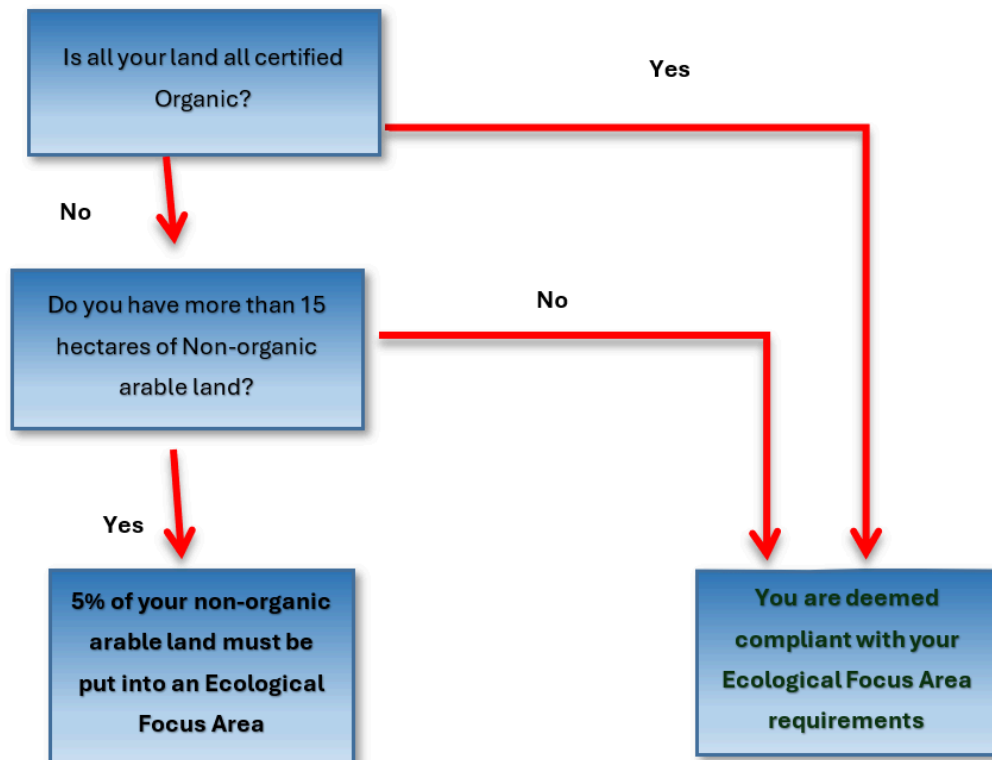 Is all your land all certified
Organic?
Yes
No
Do you have more than 15
hectares of Non-organic
arable land?
No
Yes
5% of your non-organic
arable land must be
put into an Ecological
Focus Area
You are deemed
compliant with your
Ecological Focus Area
requirements